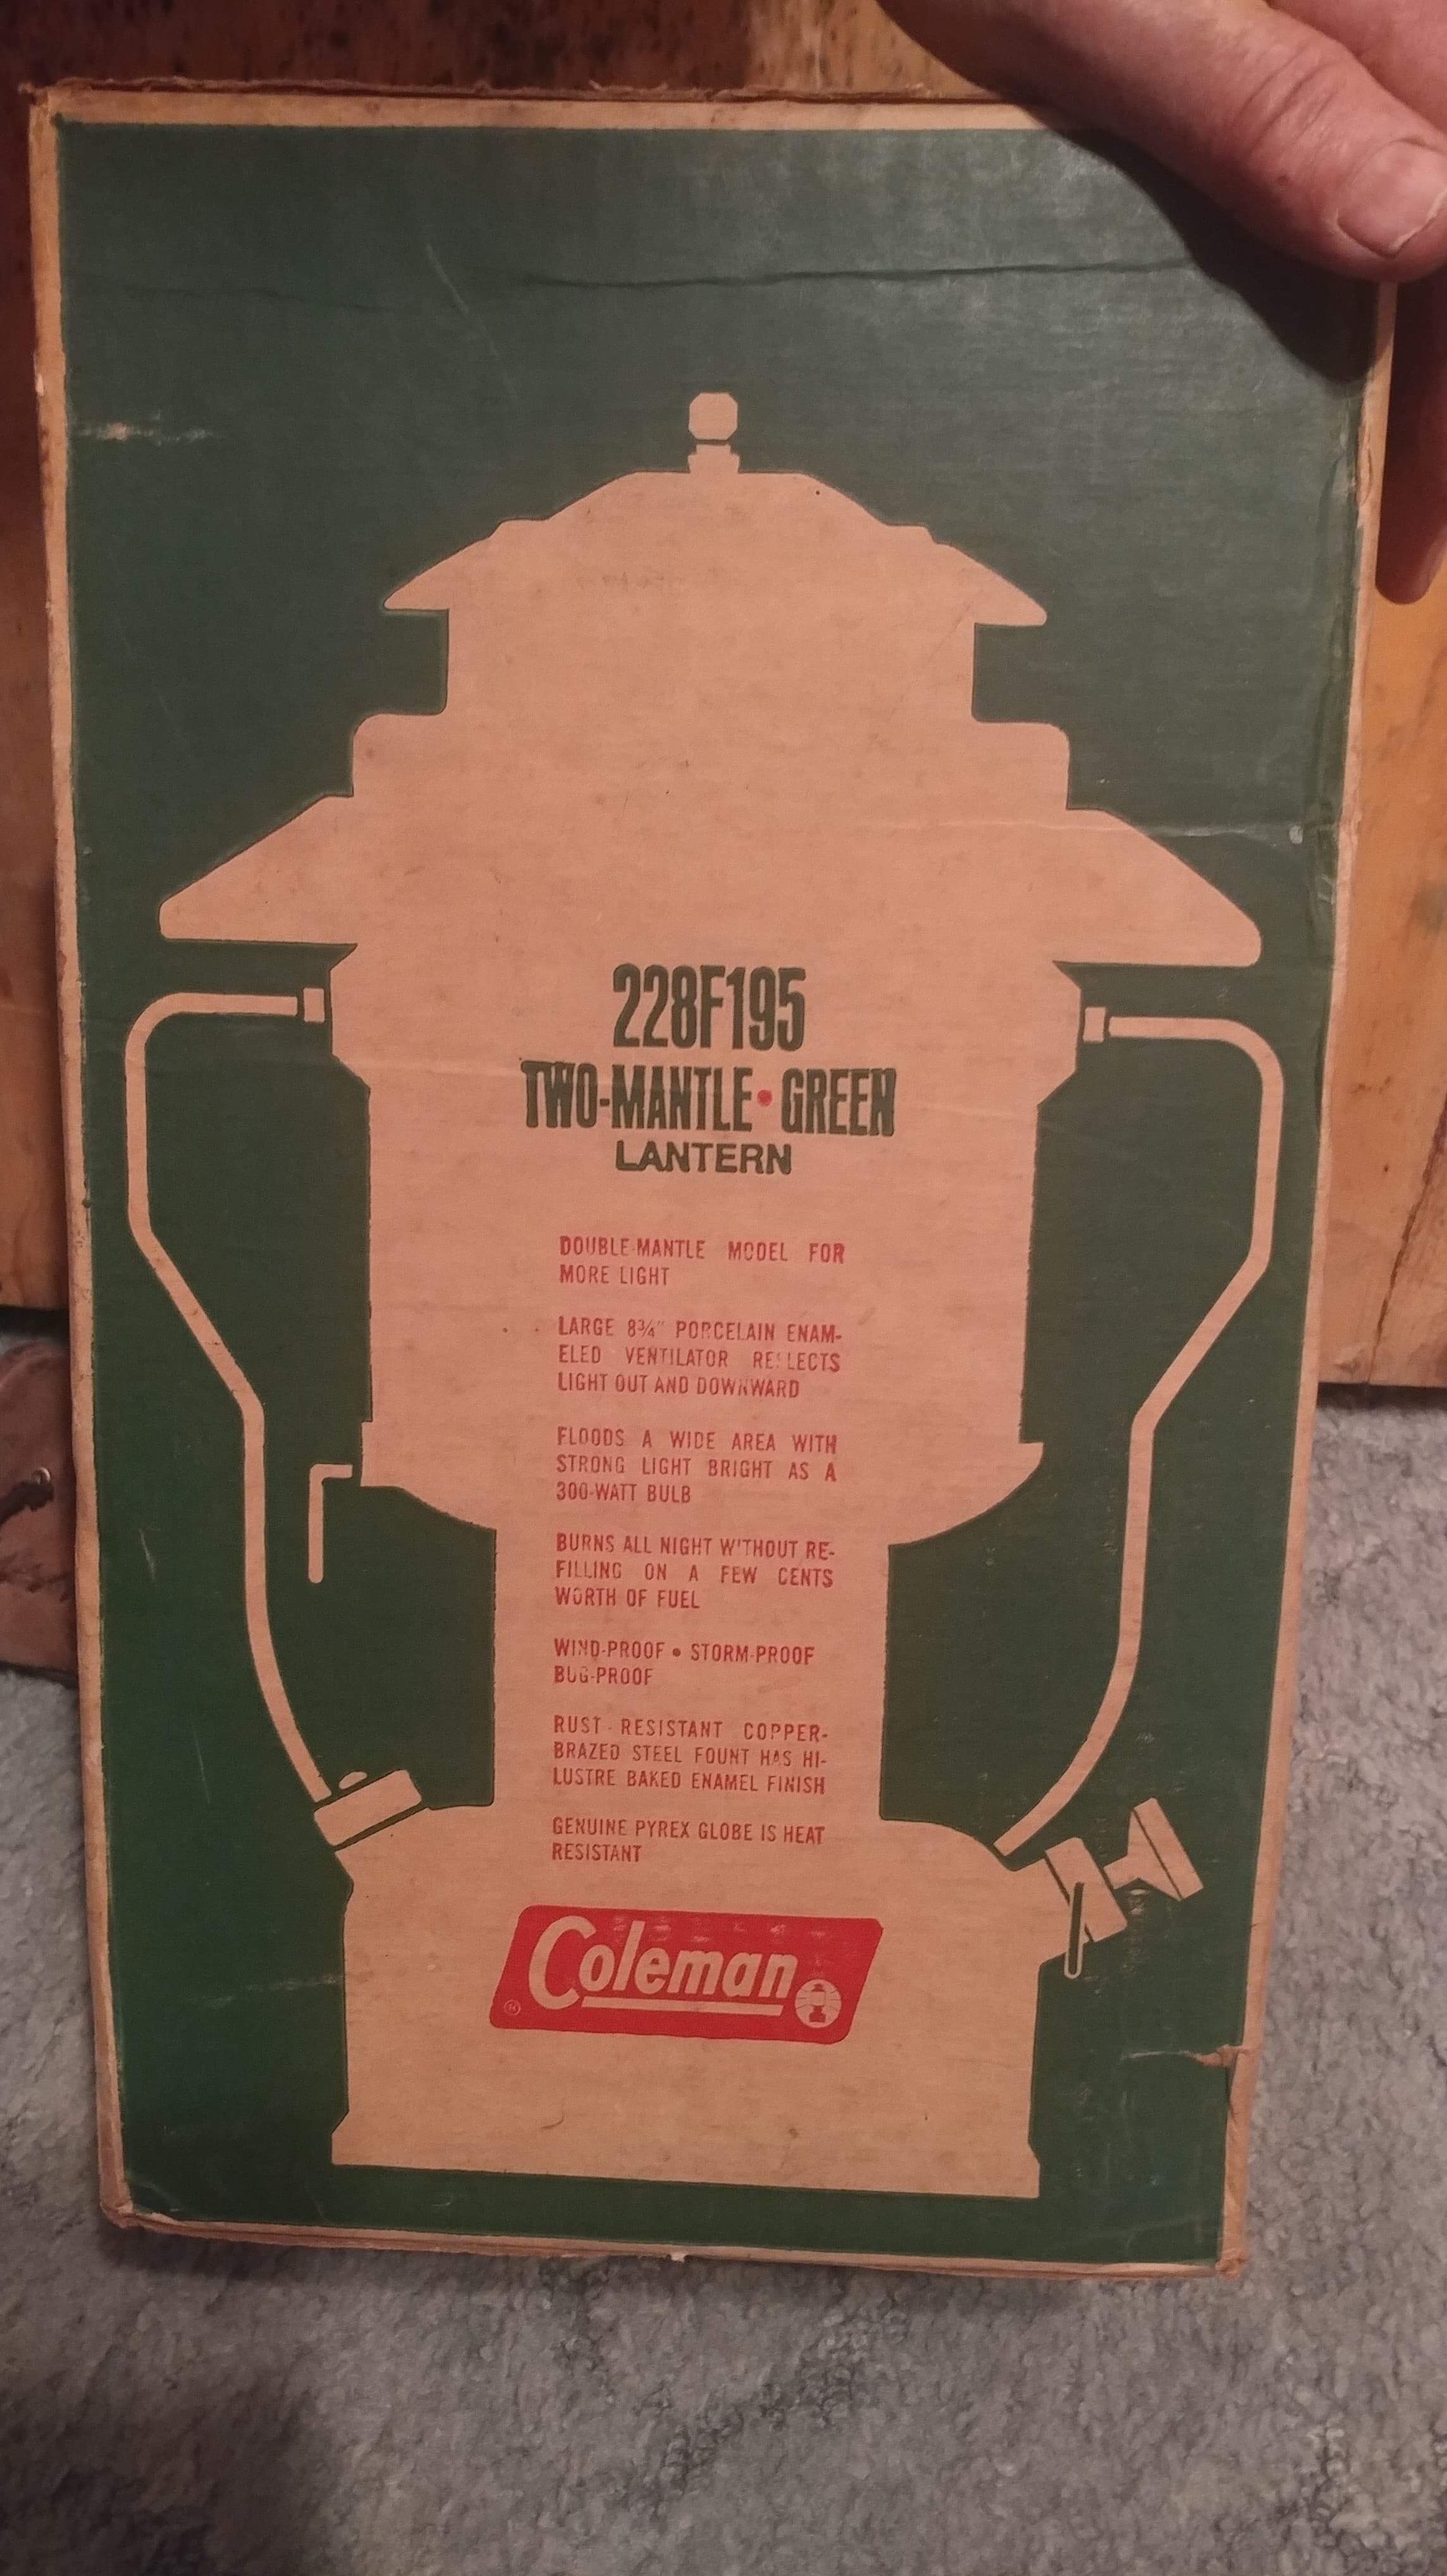 228F195
TWO-MANTLE • GREEN
LANTERN
DOUBLE-MANTLE MODEL FOR
MORE LIGHT
LARGE 8¾" PORCELAIN ENAM-
ELED VENTILATOR REFLECTS
LIGHT OUT AND DOWNWARD
FLOODS A WIDE AREA WITH
STRONG LIGHT BRIGHT AS A
300-WATT BULB
BURNS ALL NIGHT WITHOUT RE-
FILLING ON A FEW CENTS
WORTH OF FUEL
WIND-PROOF • STORM-PROOF
BUG-PROOF
RUST-RESISTANT COPPER-
BRAZED STEEL FOUNT HAS HI-
LUSTRE BAKED ENAMEL FINISH
GENUINE PYREX GLOBE IS HEAT
RESISTANT
Coleman
®